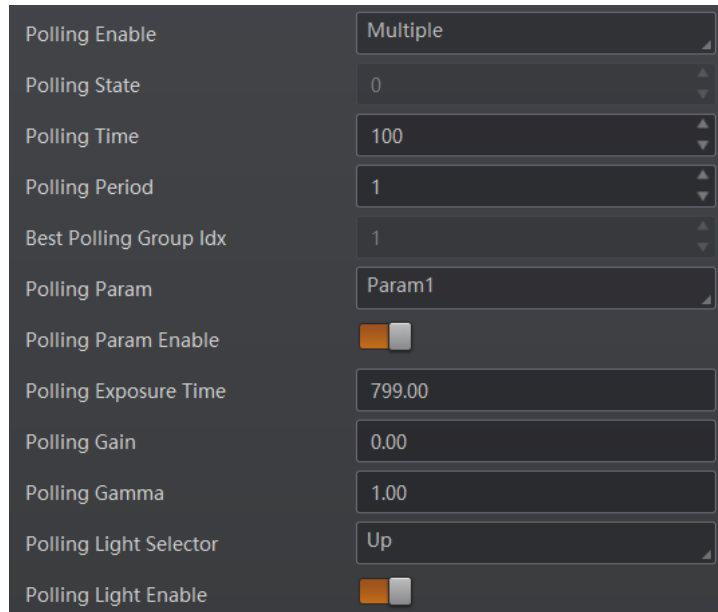 Polling Enable Multiple
Polling State 0
Polling Time 100
Polling Period 1
Best Polling Group Idx 1
Polling Param Param1
Polling Param Enable
Polling Exposure Time 799.00
Polling Gain 0.00
Polling Gamma 1.00
Polling Light Selector Up
Polling Light Enable